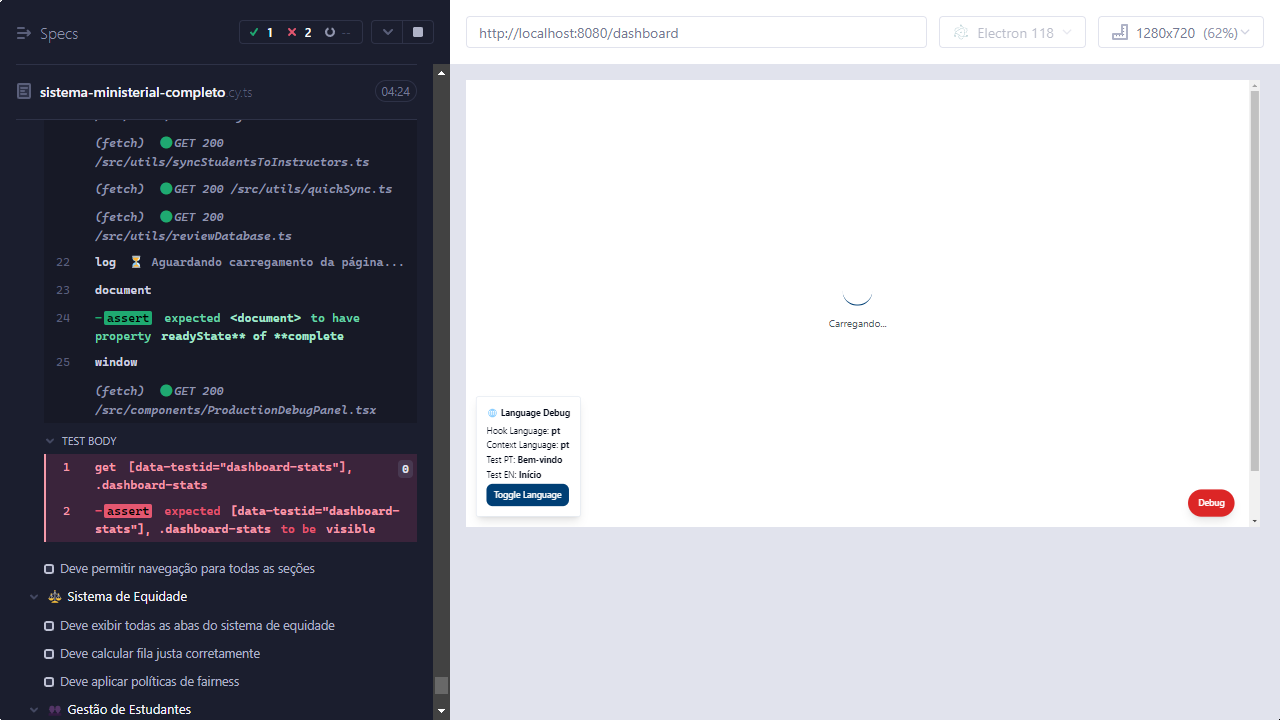 Specs
1
2
--
sistema-ministerial-completo.cy.ts
04:24
(fetch) GET 200
/src/utils/syncStudentsToInstructors.ts
(fetch) GET 200 /src/utils/quickSync.ts
(fetch) GET 200
/src/utils/reviewDatabase.ts
22 log ⏳ Aguardando carregamento da página...
23 document
24 -assert expected <document> to have
property readyState** of **complete
25 window
(fetch) GET 200
/src/components/ProductionDebugPanel.tsx
TEST BODY
1 get [data-testid="dashboard-stats"], 0
.dashboard-stats
2 -assert expected [data-testid="dashboard-
stats"], .dashboard-stats to be visible
Deve permitir navegação para todas as seções
Sistema de Equidade
Deve exibir todas as abas do sistema de equidade
Deve calcular fila justa corretamente
Deve aplicar políticas de fairness
Gestão de Estudantes
http://localhost:8080/dashboard
Electron 118
1280x720 (62%)
Carregando...
Language Debug
Hook Language: pt
Context Language: pt
Test PT: Bem-vindo
Test EN: Início
Toggle Language
Debug